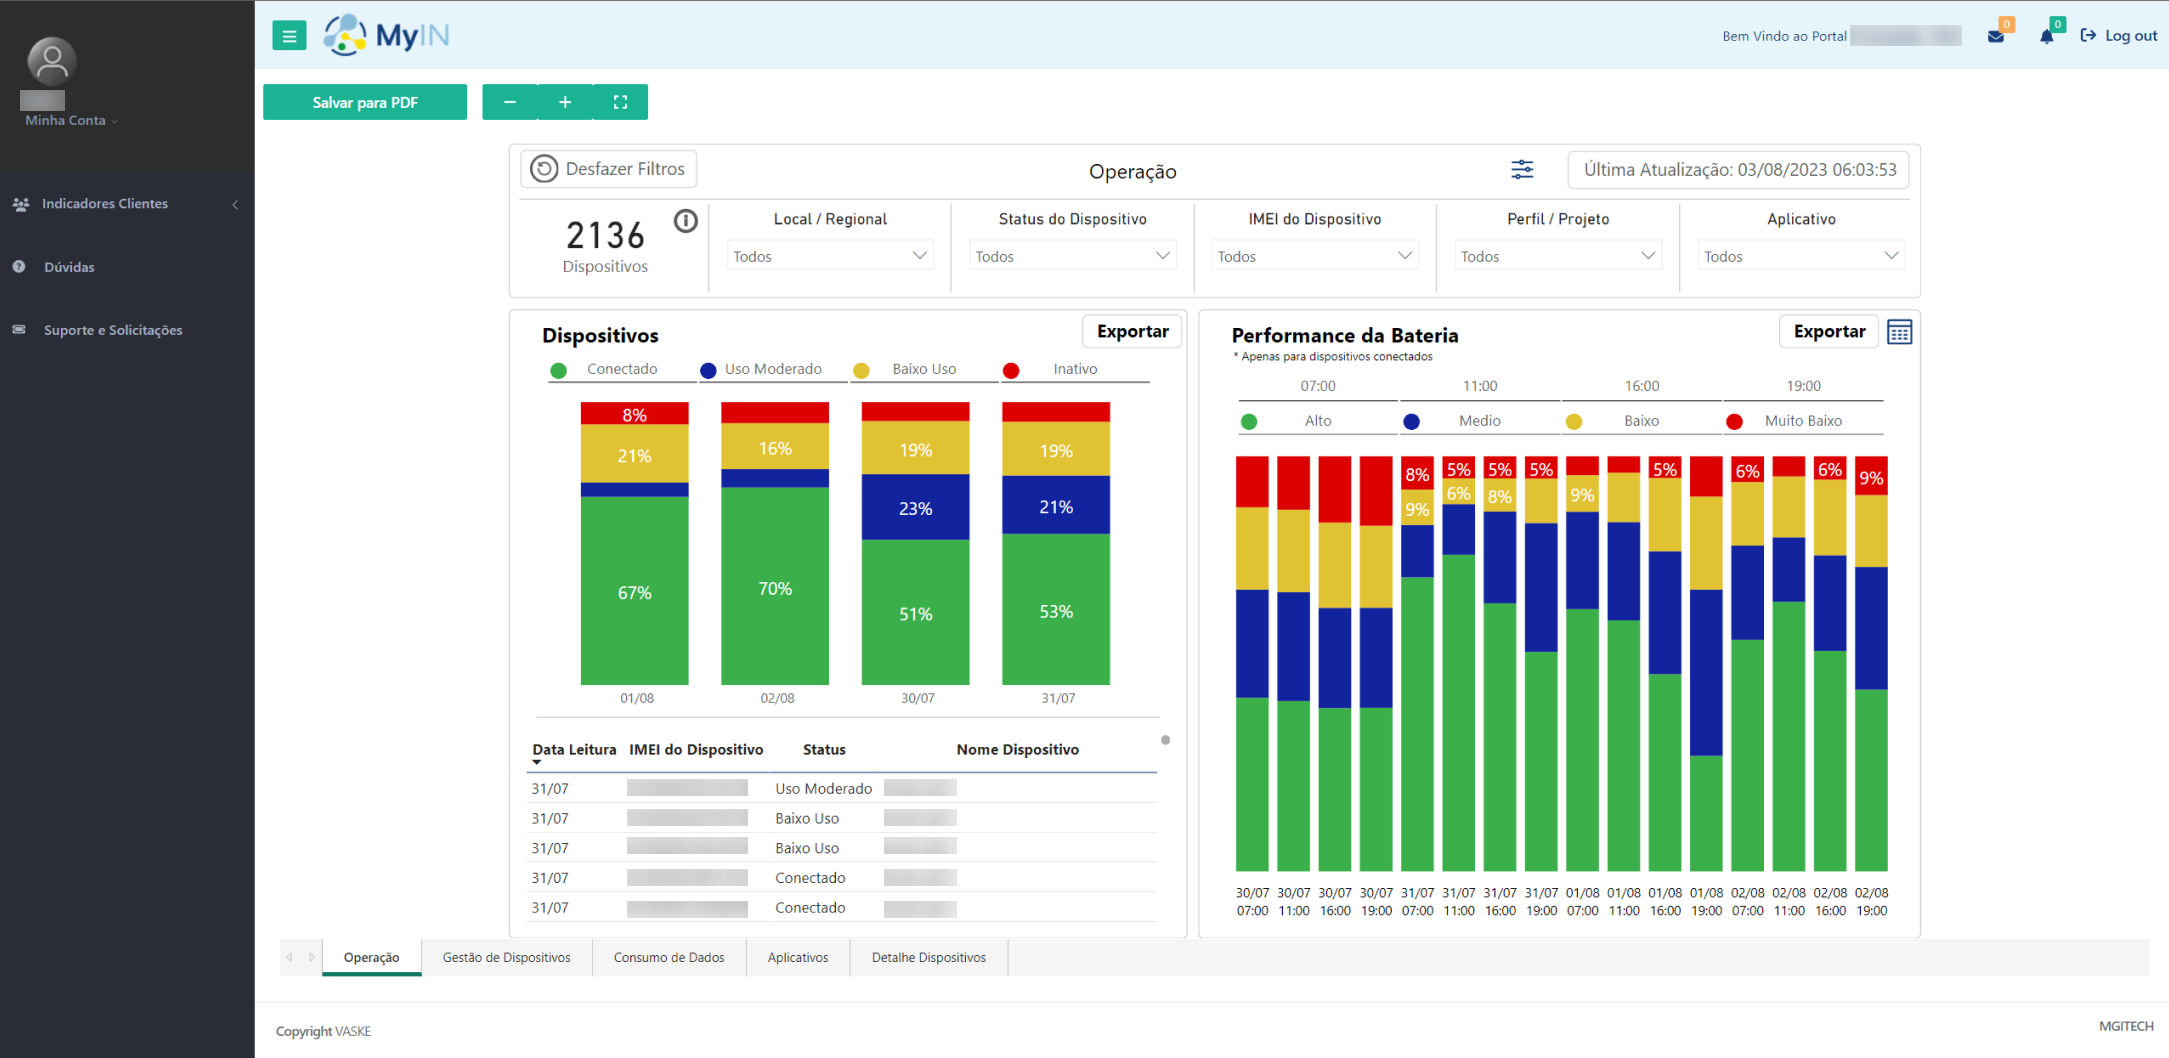 MyIN
Bem Vindo ao Portal
0
0
Log out
Minha Conta
Indicadores Clientes
Dúvidas
Suporte e Solicitações
Salvar para PDF
Desfazer Filtros
Operação
Última Atualização: 03/08/2023 06:03:53
2136
Dispositivos
Local / Regional
Todos
Status do Dispositivo
Todos
IMEI do Dispositivo
Todos
Perfil / Projeto
Todos
Aplicativo
Todos
Dispositivos
Exportar
Conectado Uso Moderado Baixo Uso Inativo
8%
21%
67%
16%
70%
19%
23%
51%
19%
21%
53%
01/08 02/08 30/07 31/07
Data Leitura IMEI do Dispositivo Status Nome Dispositivo
31/07 Uso Moderado
31/07 Baixo Uso
31/07 Baixo Uso
31/07 Conectado
31/07 Conectado
Performance da Bateria
* Apenas para dispositivos conectados
Exportar
07:00 11:00 16:00 19:00
Alto Medio Baixo Muito Baixo
8% 5% 5% 5% 5% 6% 6% 9%
9% 6% 8% 9%
30/07 30/07 30/07 30/07 31/07 31/07 31/07 31/07 01/08 01/08 01/08 01/08 02/08 02/08 02/08 02/08
07:00 11:00 16:00 19:00 07:00 11:00 16:00 19:00 07:00 11:00 16:00 19:00 07:00 11:00 16:00 19:00
Operação Gestão de Dispositivos Consumo de Dados Aplicativos Detalhe Dispositivos
Copyright VASKE
MGITECH